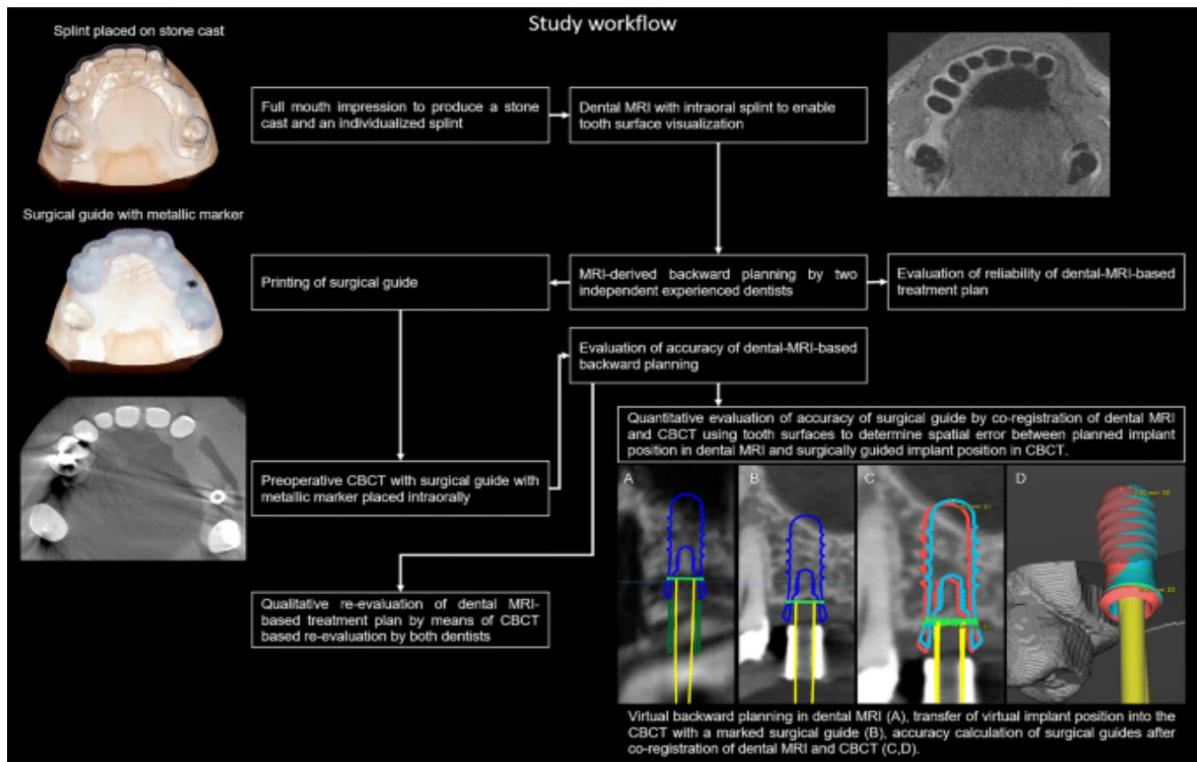 Study workflow
Splint placed on stone cast
Full mouth impression to produce a stone
cast and an individualized splint
Dental MRI with intraoral splint to enable
tooth surface visualization
Surgical guide with metallic marker
Printing of surgical guide
MRI-derived backward planning by two
independent experienced dentists
Evaluation of reliability of dental-MRI-based
treatment plan
Evaluation of accuracy of dental-MRI-based
backward planning
Quantitative evaluation of accuracy of surgical guide by co-registration of dental MRI
and CBCT using tooth surfaces to determine spatial error between planned implant
position in dental MRI and surgically guided implant position in CBCT.
Preoperative CBCT with surgical guide with
metallic marker placed intraorally
A
B
C
D
Qualitative re-evaluation of dental MRI-
based treatment plan by means of CBCT
based re-evaluation by both dentists
Virtual backward planning in dental MRI (A), transfer of virtual implant position into the
CBCT with a marked surgical guide (B), accuracy calculation of surgical guides after
co-registration of dental MRI and CBCT (C,D).